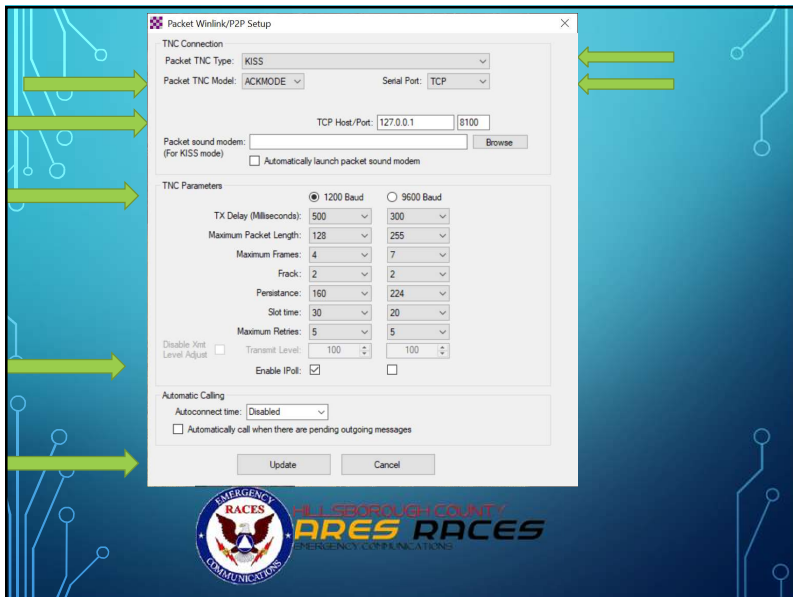 Packet Winlink/P2P Setup
TNC Connection
Packet TNC Type: KISS
Packet TNC Model: ACKMODE Serial Port: TCP
TCP Host/Port: 127.0.0.1 8100
Packet sound modem: Browse
(For KISS mode)
Automatically launch packet sound modem
TNC Parameters
1200 Baud 9600 Baud
TX Delay (Milliseconds): 500 300
Maximum Packet Length: 128 255
Maximum Frames: 4 7
Frack: 2 2
Persistance: 160 224
Slot time: 30 20
Maximum Retries: 5 5
Disable Xmt
Level Adjust Transmit Level: 100 100
Enable IPoll:
Automatic Calling
Autoconnect time: Disabled
Automatically call when there are pending outgoing messages
Update Cancel
EMERGENCY
RACES
COMMUNICATIONS
HILLSBOROUGH COUNTY
ARES RACES
EMERGENCY COMMUNICATIONS